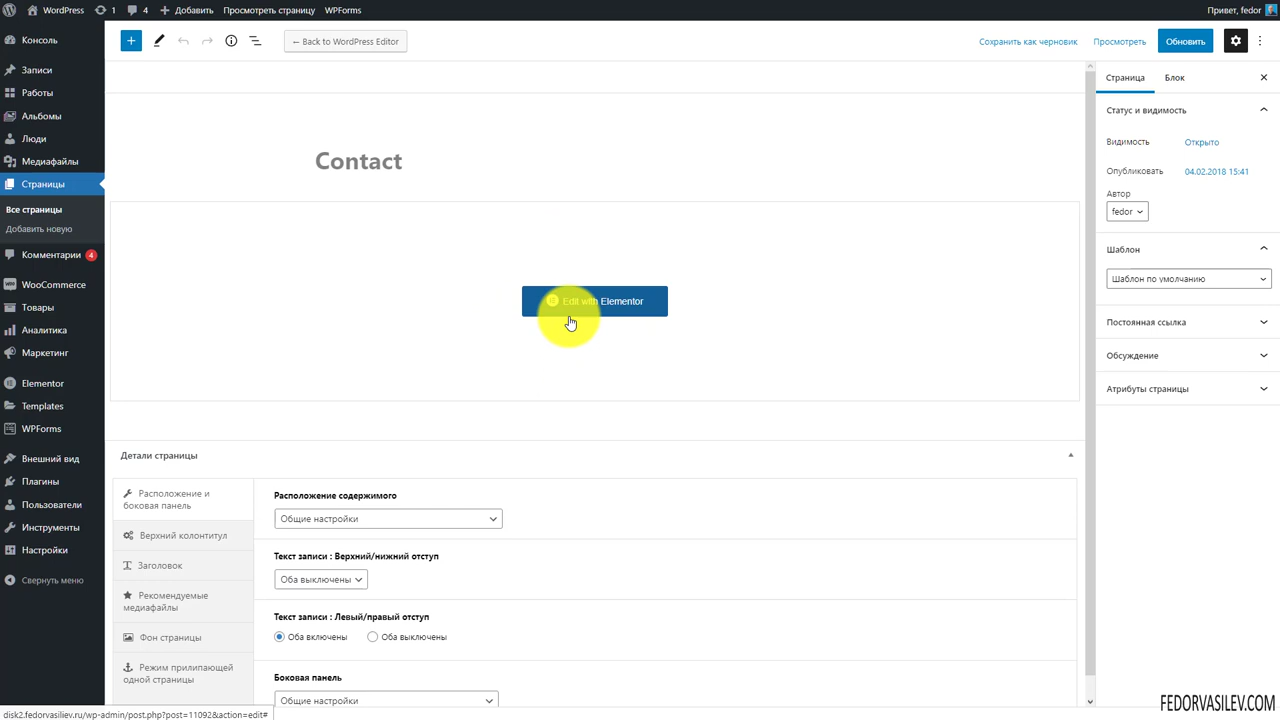 WordPress
1
4
Добавить
Просмотреть страницу
WPForms
Привет, fedor
Консоль
Записи
Работы
Альбомы
Люди
Медиафайлы
Страницы
Все страницы
Добавить новую
Комментарии 4
WooCommerce
Товары
Аналитика
Маркетинг
Elementor
Templates
WPForms
Внешний вид
Плагины
Пользователи
Инструменты
Настройки
Свернуть меню
← Back to WordPress Editor
Сохранить как черновик
Просмотреть
Обновить
Contact
Edit with Elementor
Детали страницы
Расположение и
боковая панель
Верхний колонтитул
Заголовок
Рекомендуемые
медиафайлы
Фон страницы
Режим прилипающей
одной страницы
Расположение содержимого
Общие настройки
Текст записи : Верхний/нижний отступ
Оба выключены
Текст записи : Левый/правый отступ
Оба включены
Оба выключены
Боковая панель
Общие настройки
Страница
Блок
Статус и видимость
Видимость
Открыто
Опубликовать
04.02.2018 15:41
Автор
fedor
Шаблон
Шаблон по умолчанию
Постоянная ссылка
Обсуждение
Атрибуты страницы
disk2.fedorvasiliev.ru/wp-admin/post.php?post=11092&action=edit#
FEDORVASILEV.COM